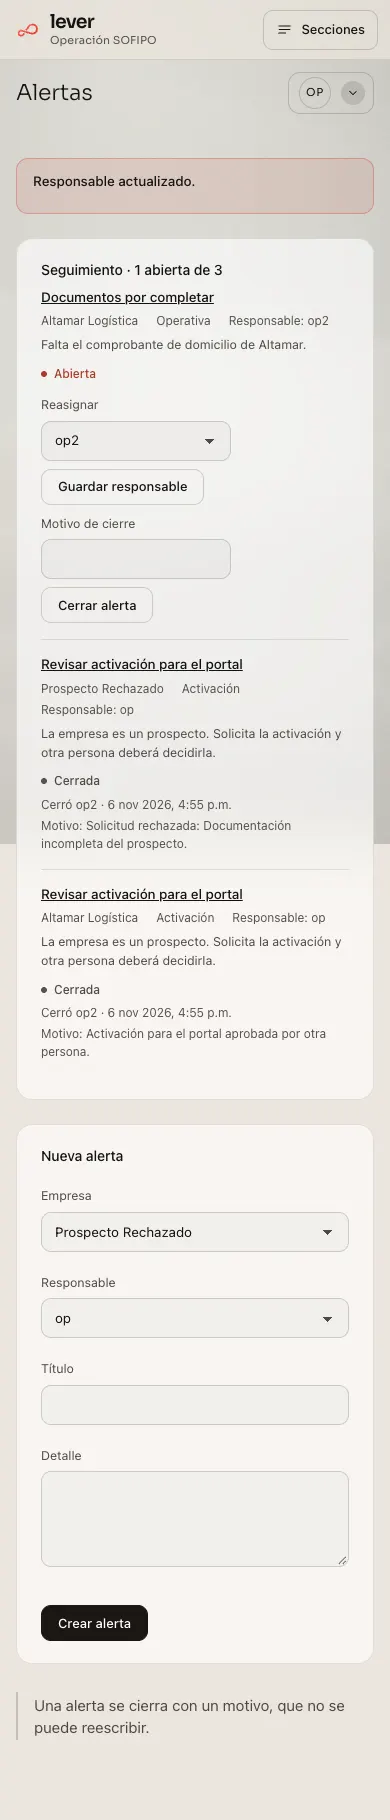 lever
Operación SOFIPO
Secciones
Alertas
OP
Responsable actualizado.
Seguimiento · 1 abierta de 3
Documentos por completar
Altamar Logística Operativa Responsable: op2
Falta el comprobante de domicilio de Altamar.
Abierta
Reasignar
op2
Guardar responsable
Motivo de cierre
Cerrar alerta
Revisar activación para el portal
Prospecto Rechazado Activación
Responsable: op
La empresa es un prospecto. Solicita la activación y
otra persona deberá decidirla.
Cerrada
Cerró op2 · 6 nov 2026, 4:55 p.m.
Motivo: Solicitud rechazada: Documentación
incompleta del prospecto.
Revisar activación para el portal
Altamar Logística Activación Responsable: op
La empresa es un prospecto. Solicita la activación y
otra persona deberá decidirla.
Cerrada
Cerró op2 · 6 nov 2026, 4:55 p.m.
Motivo: Activación para el portal aprobada por otra
persona.
Nueva alerta
Empresa
Prospecto Rechazado
Responsable
op
Título
Detalle
Crear alerta
Una alerta se cierra con un motivo, que no se
puede reescribir.